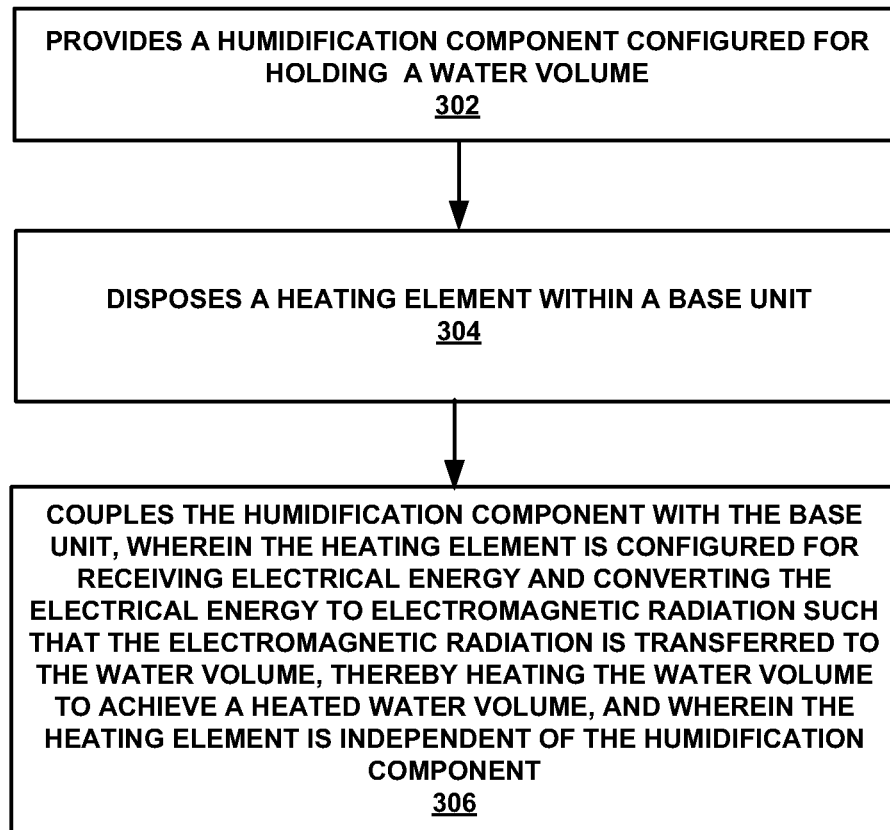 PROVIDES A HUMIDIFICATION COMPONENT CONFIGURED FOR
HOLDING A WATER VOLUME
302
DISPOSES A HEATING ELEMENT WITHIN A BASE UNIT
304
COUPLES THE HUMIDIFICATION COMPONENT WITH THE BASE
UNIT, WHEREIN THE HEATING ELEMENT IS CONFIGURED FOR
RECEIVING ELECTRICAL ENERGY AND CONVERTING THE
ELECTRICAL ENERGY TO ELECTROMAGNETIC RADIATION SUCH
THAT THE ELECTROMAGNETIC RADIATION IS TRANSFERRED TO
THE WATER VOLUME, THEREBY HEATING THE WATER VOLUME
TO ACHIEVE A HEATED WATER VOLUME, AND WHEREIN THE
HEATING ELEMENT IS INDEPENDENT OF THE HUMIDIFICATION
COMPONENT
306